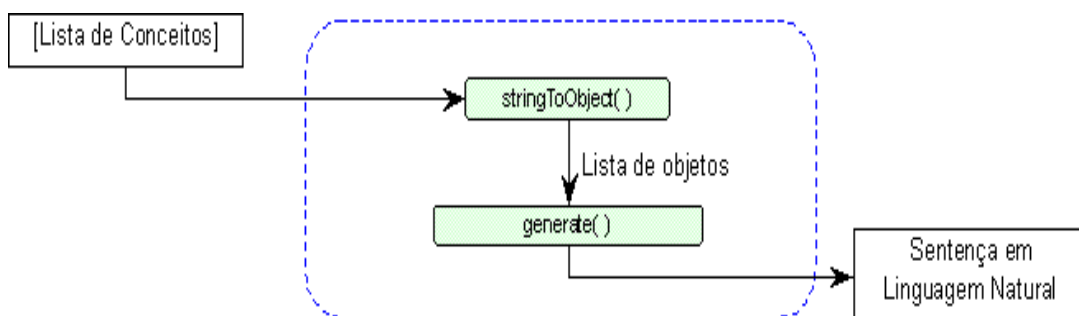 [Lista de Conceitos]
stringToObject( )
Lista de objetos
generate( )
Sentença em
Linguagem Natural